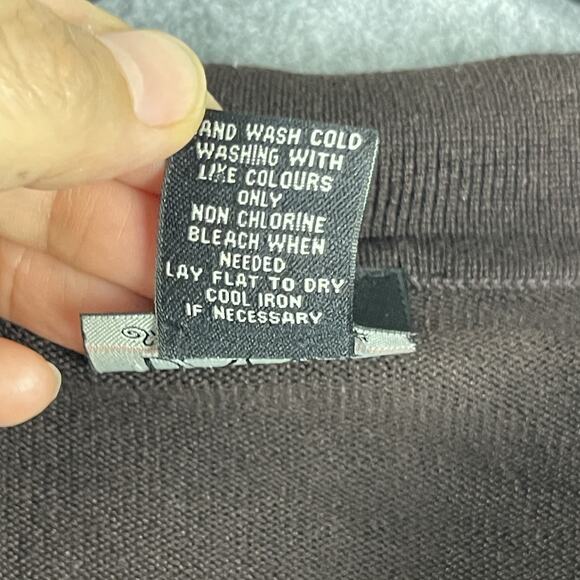 AND WASH COLD
WASHING WITH
LIKE COLOURS
ONLY
NON CHLORINE
BLEACH WHEN
NEEDED
LAY FLAT TO DRY
COOL IRON
IF NECESSARY